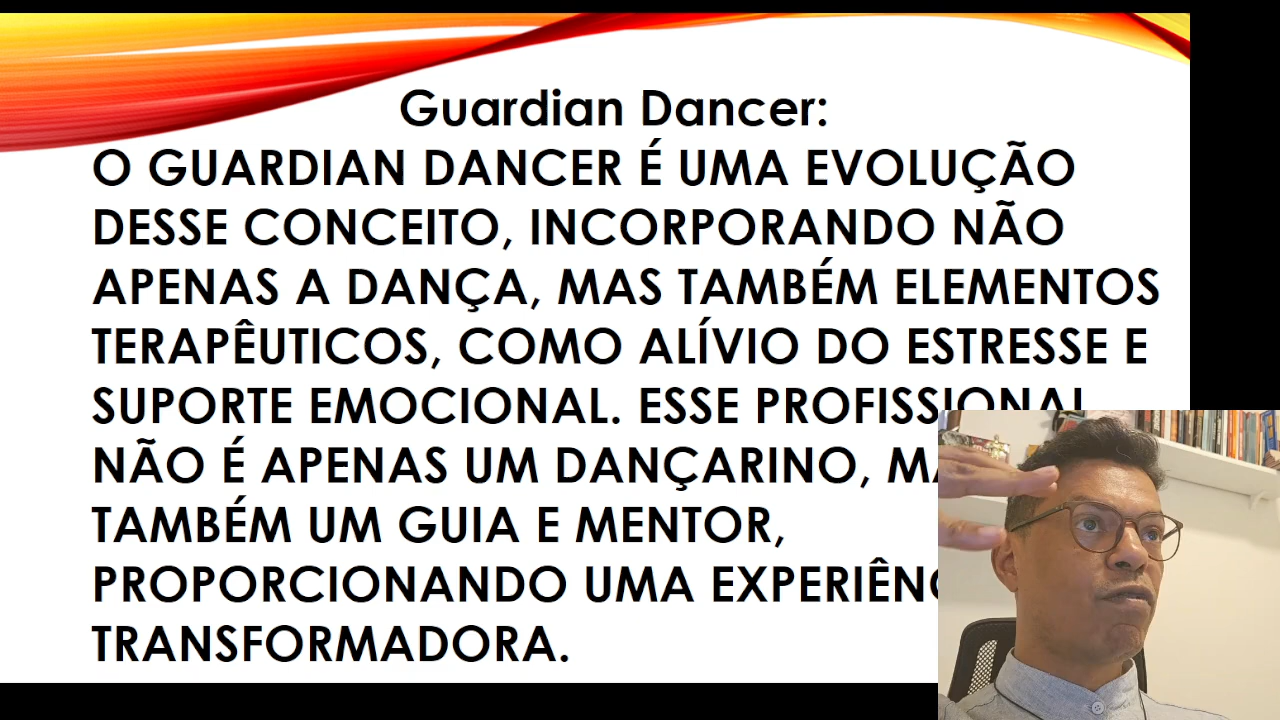 Guardian Dancer:
O GUARDIAN DANCER É UMA EVOLUÇÃO
DESSE CONCEITO, INCORPORANDO NÃO
APENAS A DANÇA, MAS TAMBÉM ELEMENTOS
TERAPÊUTICOS, COMO ALÍVIO DO ESTRESSE E
SUPORTE EMOCIONAL. ESSE PROFISSIONAL
NÃO É APENAS UM DANÇARINO,
TAMBÉM UM GUIA E MENTOR,
PROPORCIONANDO UMA
TRANSFORMADORA.